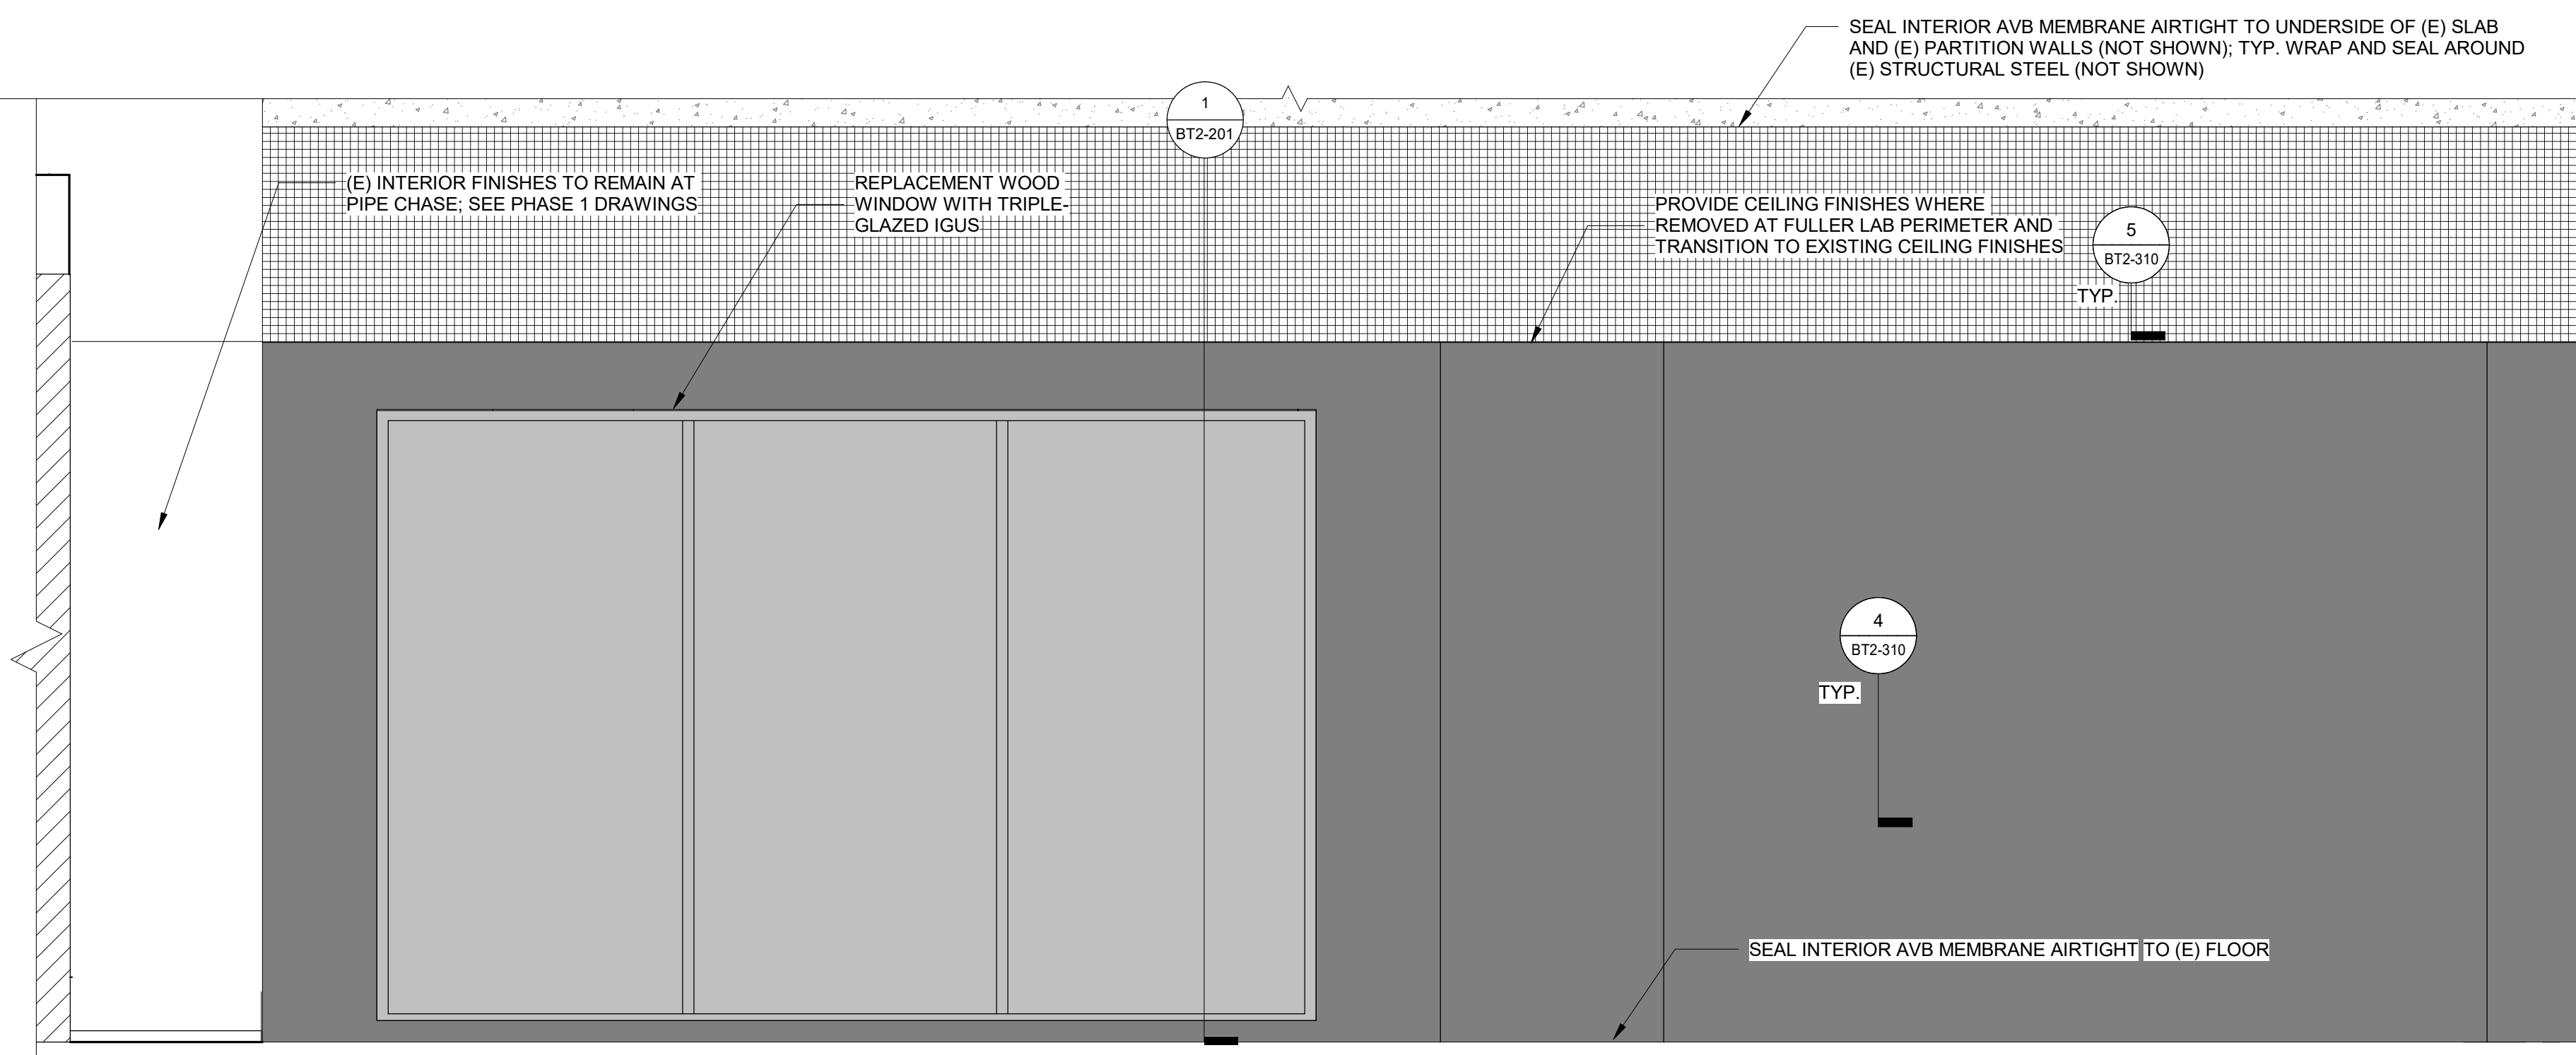 SEAL INTERIOR AVB MEMBRANE AIRTIGHT TO UNDERSIDE OF (E) SLAB
AND (E) PARTITION WALLS (NOT SHOWN); TYP. WRAP AND SEAL AROUND
(E) STRUCTURAL STEEL (NOT SHOWN)
1
BT2-201
(E) INTERIOR FINISHES TO REMAIN AT
PIPE CHASE; SEE PHASE 1 DRAWINGS
REPLACEMENT WOOD
WINDOW WITH TRIPLE-
GLAZED IGUS
PROVIDE CEILING FINISHES WHERE
REMOVED AT FULLER LAB PERIMETER AND
TRANSITION TO EXISTING CEILING FINISHES
5
BT2-310
TYP.
4
BT2-310
TYP.
SEAL INTERIOR AVB MEMBRANE AIRTIGHT TO (E) FLOOR